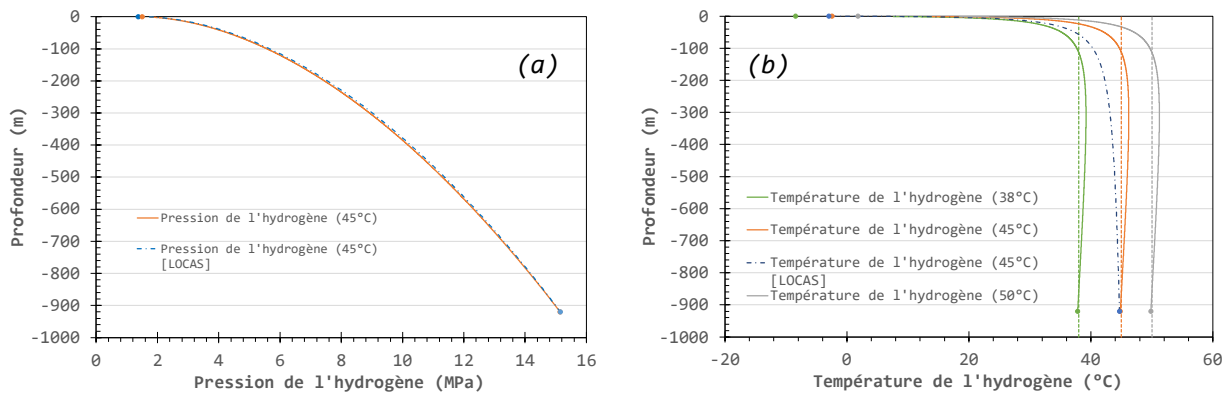 0
-100
-200
-300
-400
-500
-600
-700
-800
-900
-1000
Profondeur (m)
(a)
Pression de l'hydrogène (45°C)
Pression de l'hydrogène (45°C)
[LOCAS]
0 2 4 6 8 10 12 14 16
Pression de l'hydrogène (MPa)
0
-100
-200
-300
-400
-500
-600
-700
-800
-900
-1000
Profondeur (m)
(b)
Température de l'hydrogène (38°C)
Température de l'hydrogène (45°C)
Température de l'hydrogène (45°C)
[LOCAS]
Température de l'hydrogène (50°C)
-20 0 20 40 60
Température de l'hydrogène (°C)